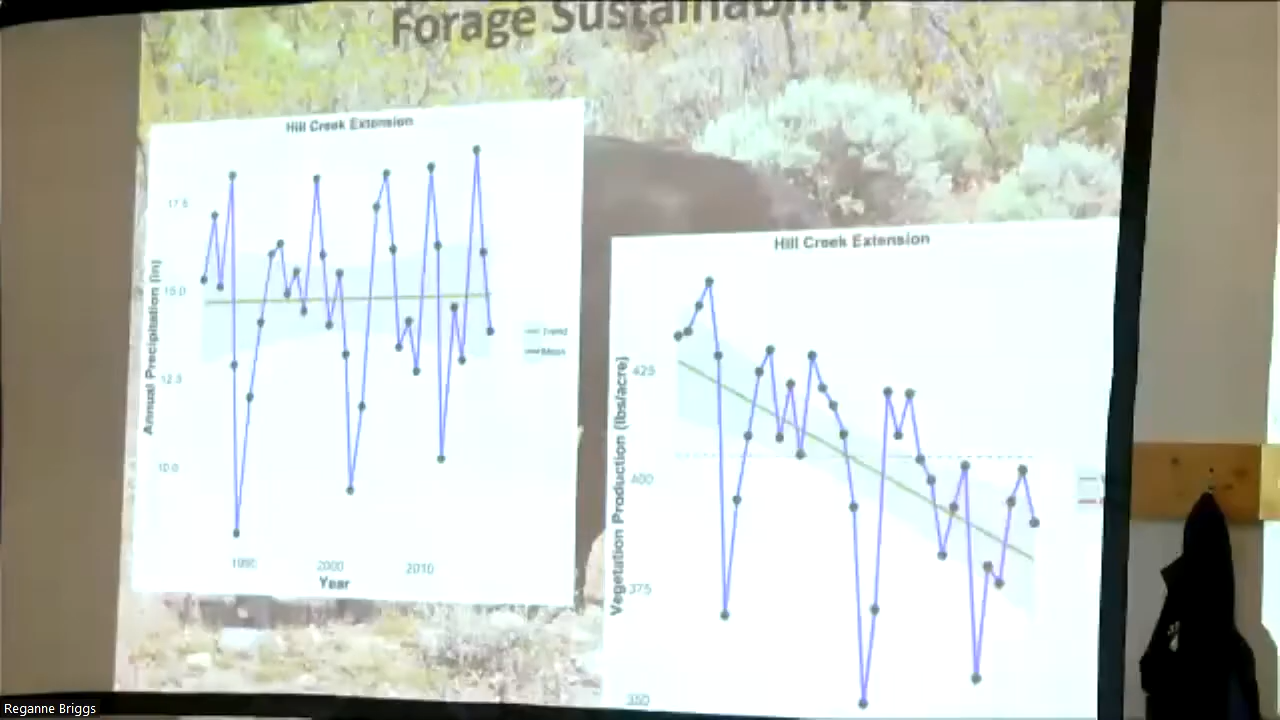 Forage Sustainability
Hill Creek Extension
Annual Precipitation (in)
17.5
15.0
12.5
10.0
1990
2000
2010
Year
Trend
Mean
Hill Creek Extension
Vegetation Production (lbs/acre)
425
400
375
350
Reganne Briggs